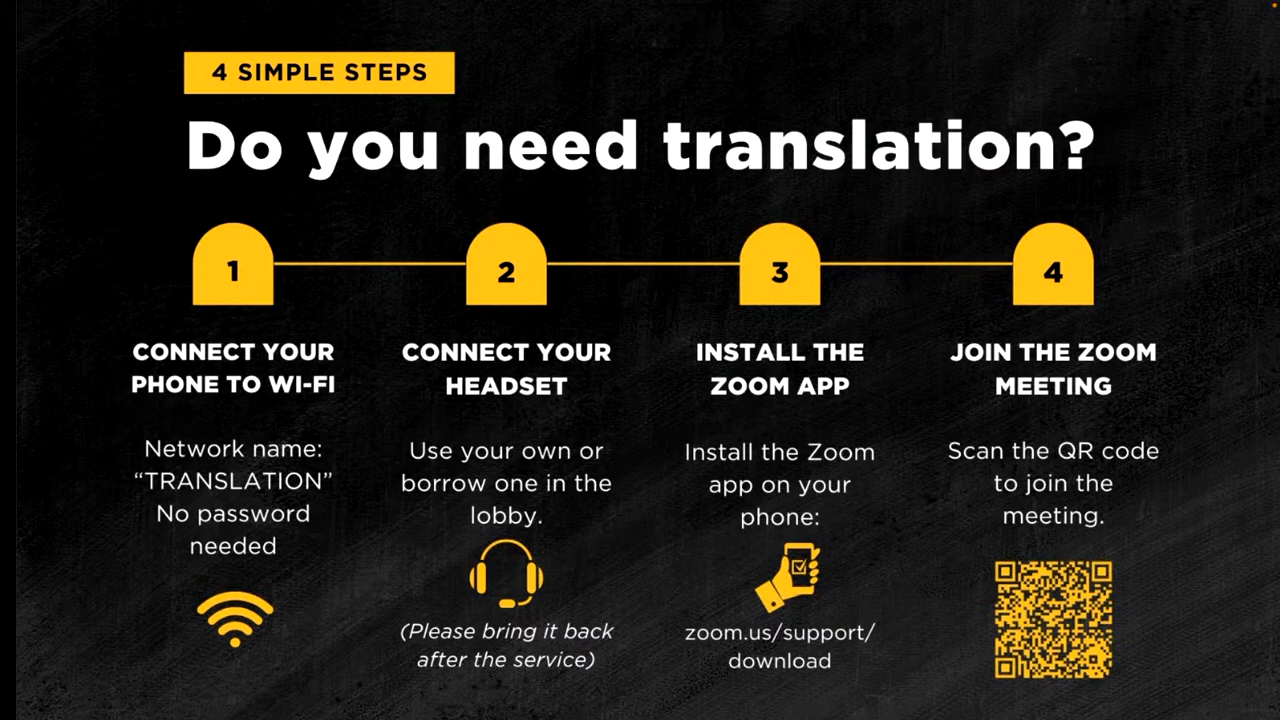 4 SIMPLE STEPS
Do you need translation?
1
CONNECT YOUR
PHONE TO WI-FI
Network name:
“TRANSLATION”
No password
needed
2
CONNECT YOUR
HEADSET
Use your own or
borrow one in the
lobby.
(Please bring it back
after the service)
3
INSTALL THE
ZOOM APP
Install the Zoom
app on your
phone:
zoom.us/support/
download
4
JOIN THE ZOOM
MEETING
Scan the QR code
to join the
meeting.